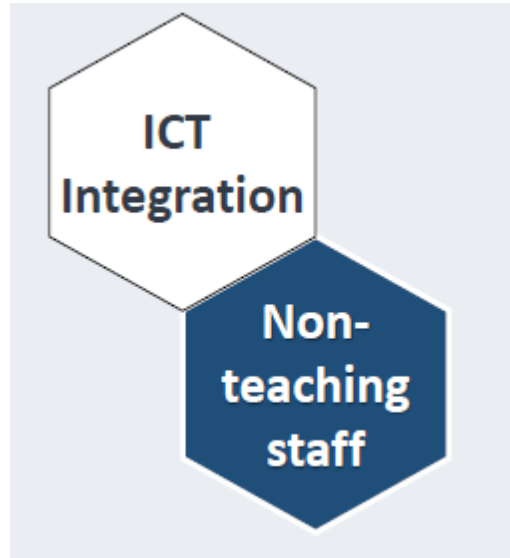 ICT
Integration
Non-
teaching
staff